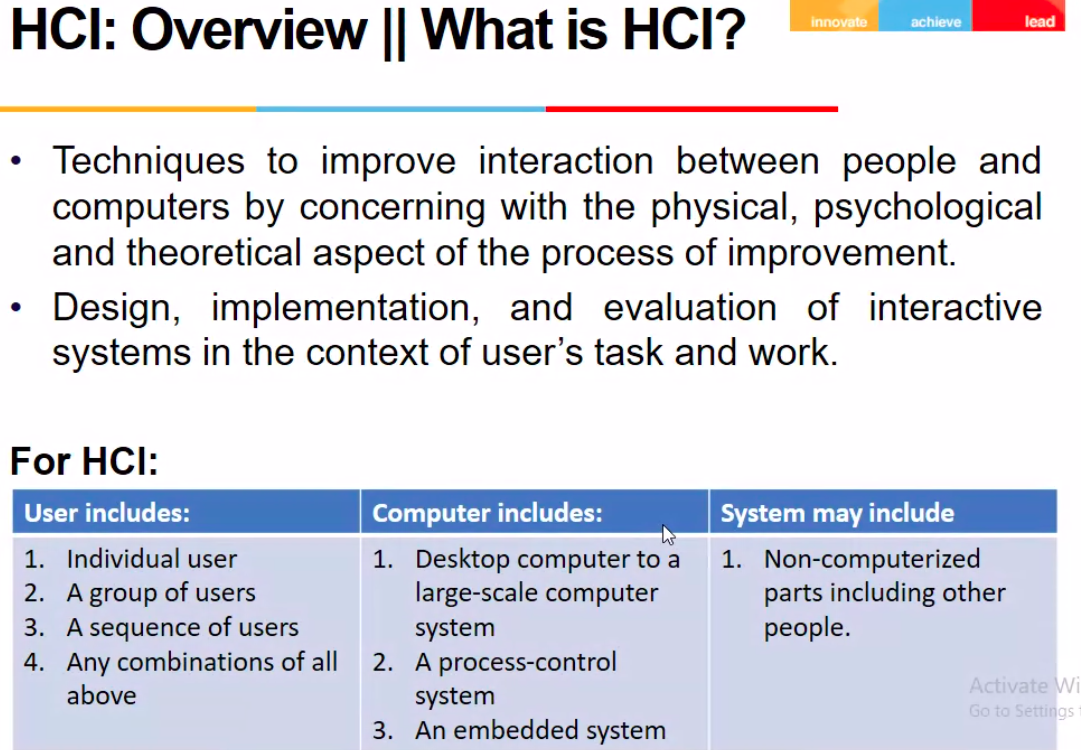 HCI: Overview || What is HCI?
innovate achieve lead
• Techniques to improve interaction between people and
computers by concerning with the physical, psychological
and theoretical aspect of the process of improvement.
• Design, implementation, and evaluation of interactive
systems in the context of user's task and work.
For HCI:
User includes:
1. Individual user
2. A group of users
3. A sequence of users
4. Any combinations of all
above
Computer includes:
1. Desktop computer to a
large-scale computer
system
2. A process-control
system
3. An embedded system
System may include
1. Non-computerized
parts including other
people.
Activate Wi
Go to Settings